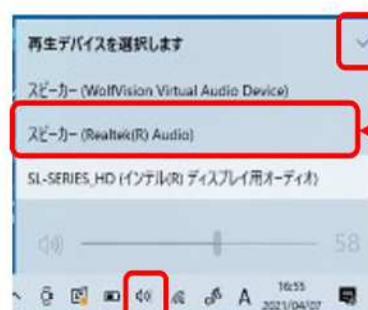 再生デバイスを選択します
スピーカー (WolfVision Virtual Audio Device)
スピーカー (Realtek(R) Audio)
SL-SERIES_HD (インテル(R) ディスプレイ用オーディオ)
58
A 16:55
2021/04/07